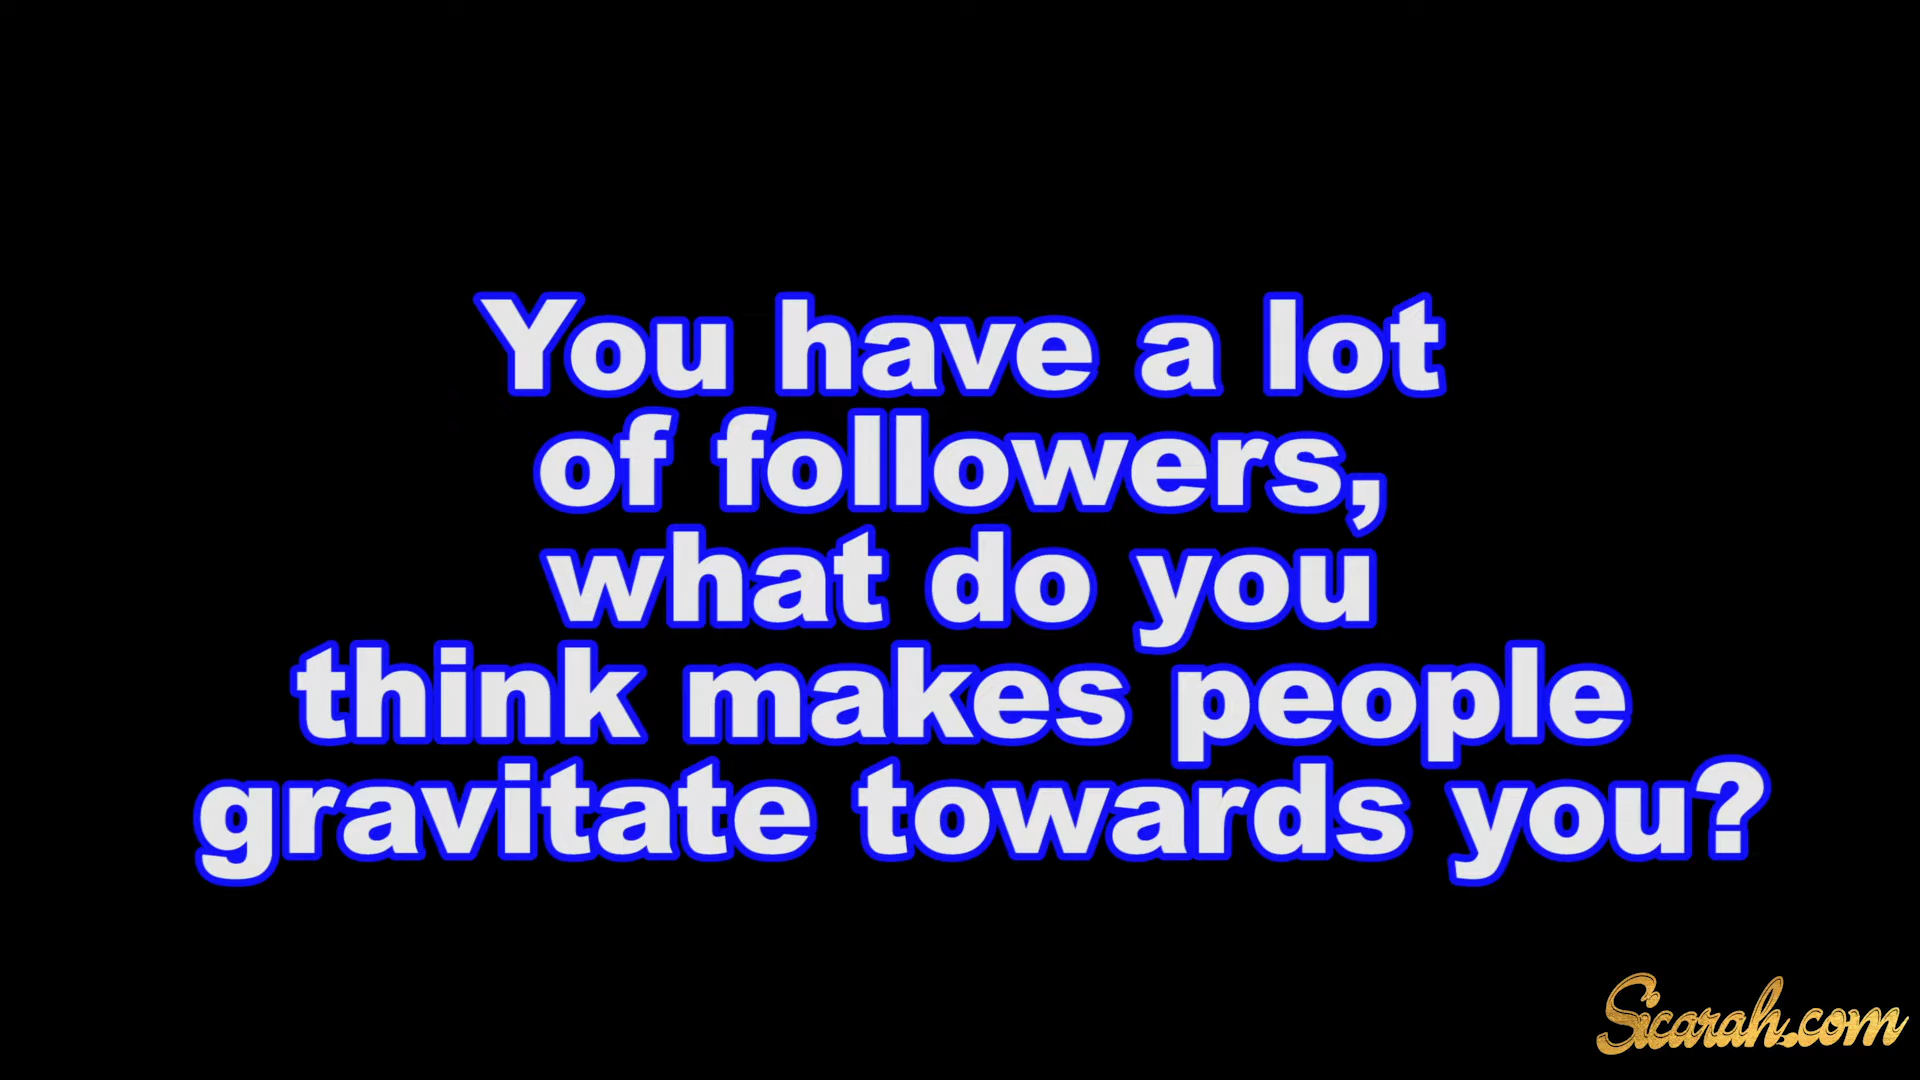 You have a lot
of followers,
what do you
think makes people
gravitate towards you?
Sicarah.com